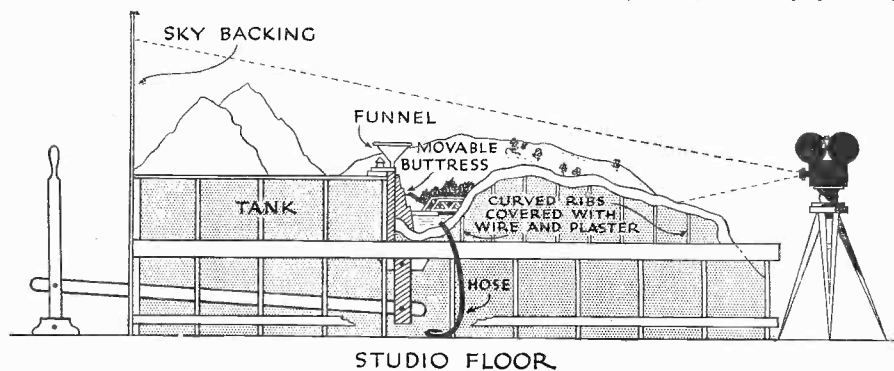 SKY BACKING
FUNNEL
MOVABLE
BUTTRESS
TANK
CURVED RIBS
COVERED WITH
WIRE AND PLASTER
HOSE
STUDIO FLOOR